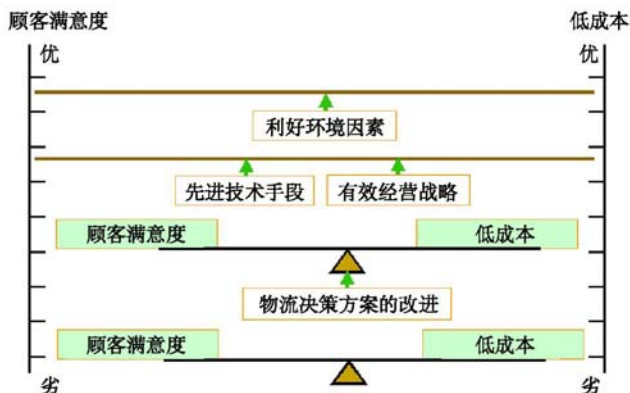 顾客满意度 低成本
优 优
利好环境因素
先进技术手段 有效经营战略
顾客满意度 低成本
物流决策方案的改进
顾客满意度 低成本
劣 劣